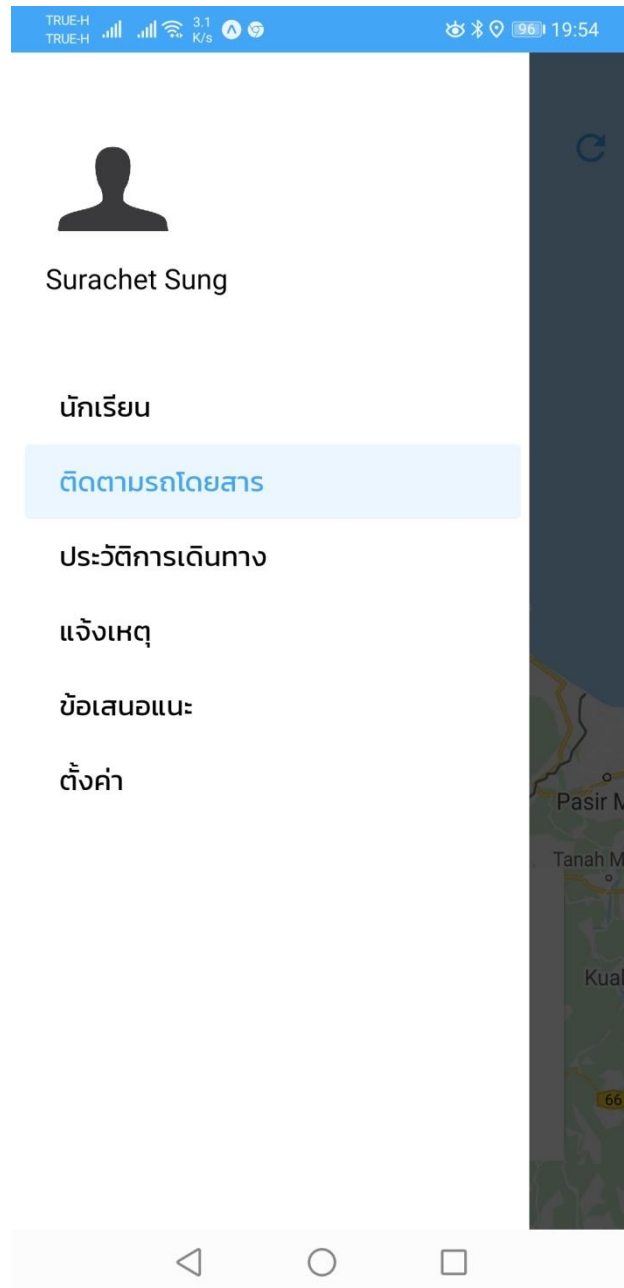 TRUE-H
TRUE-H
3.1
K/s
96
19:54
Surachet Sung
นักเรียน
ติดตามรถโดยสาร
ประวัติการเดินทาง
แจ้งเหตุ
ข้อเสนอแนะ
ตั้งค่า
Pasir M
Tanah M
Kual
66